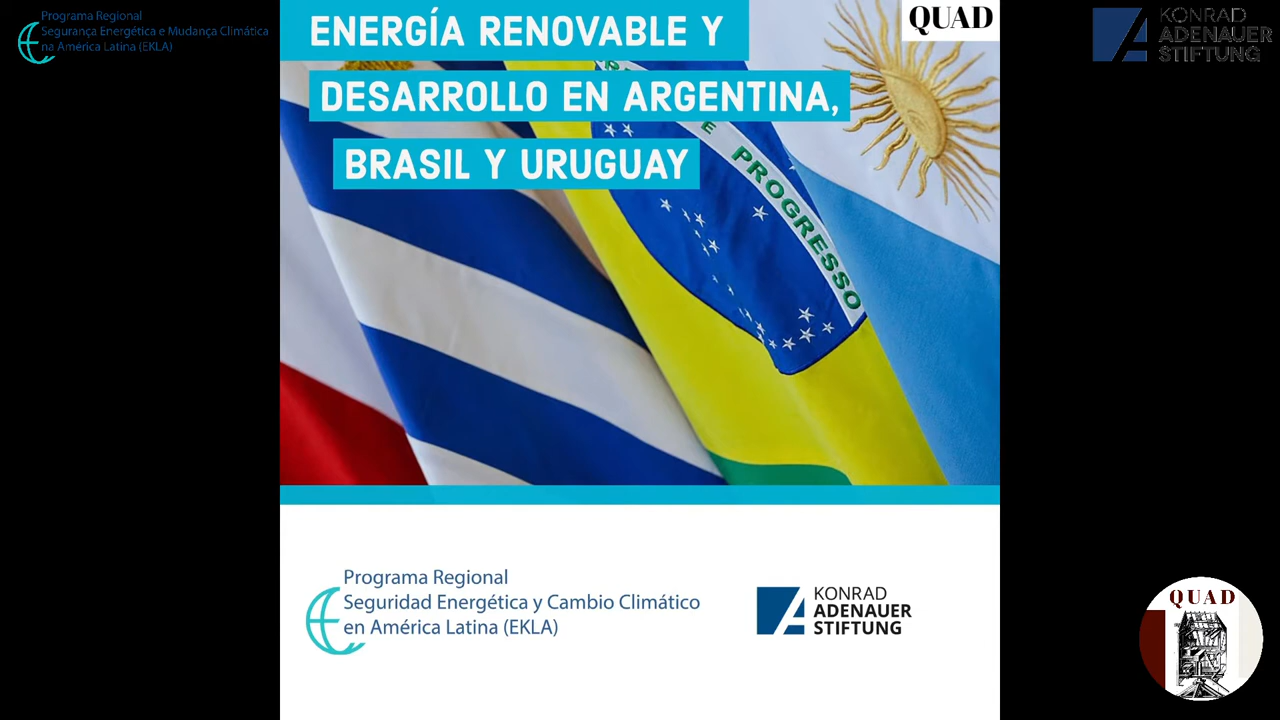 Programa Regional
Segurança Energética e Mudança Climática
na América Latina (EKLA)
ENERGÍA RENOVABLE Y
DESARROLLO EN ARGENTINA,
BRASIL Y URUGUAY
QUAD
E PROGRESSO
KONRAD
ADENAUER
STIFTUNG
Programa Regional
Seguridad Energética y Cambio Climático
en América Latina (EKLA)
KONRAD
ADENAUER
STIFTUNG
QUAD